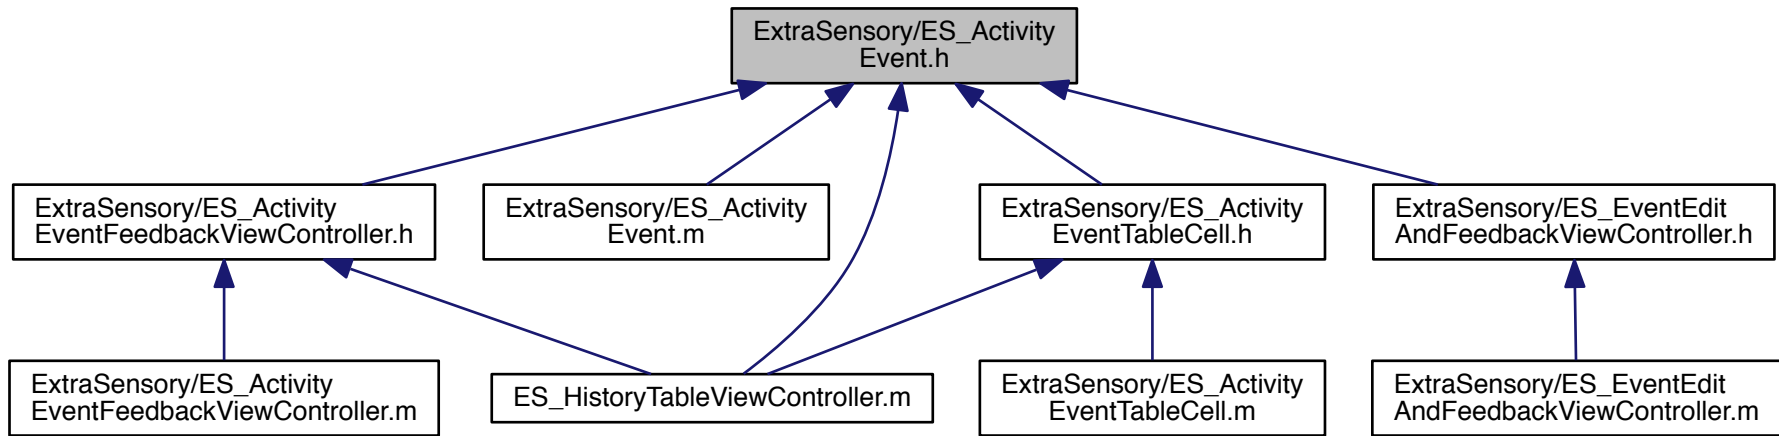 ExtraSensory/ES_Activity
Event.h
ExtraSensory/ES_Activity
EventFeedbackViewController.h
ExtraSensory/ES_Activity
Event.m
ExtraSensory/ES_Activity
EventTableCell.h
ExtraSensory/ES_EventEdit
AndFeedbackViewController.h
ExtraSensory/ES_Activity
EventFeedbackViewController.m
ES_HistoryTableViewController.m
ExtraSensory/ES_Activity
EventTableCell.m
ExtraSensory/ES_EventEdit
AndFeedbackViewController.m